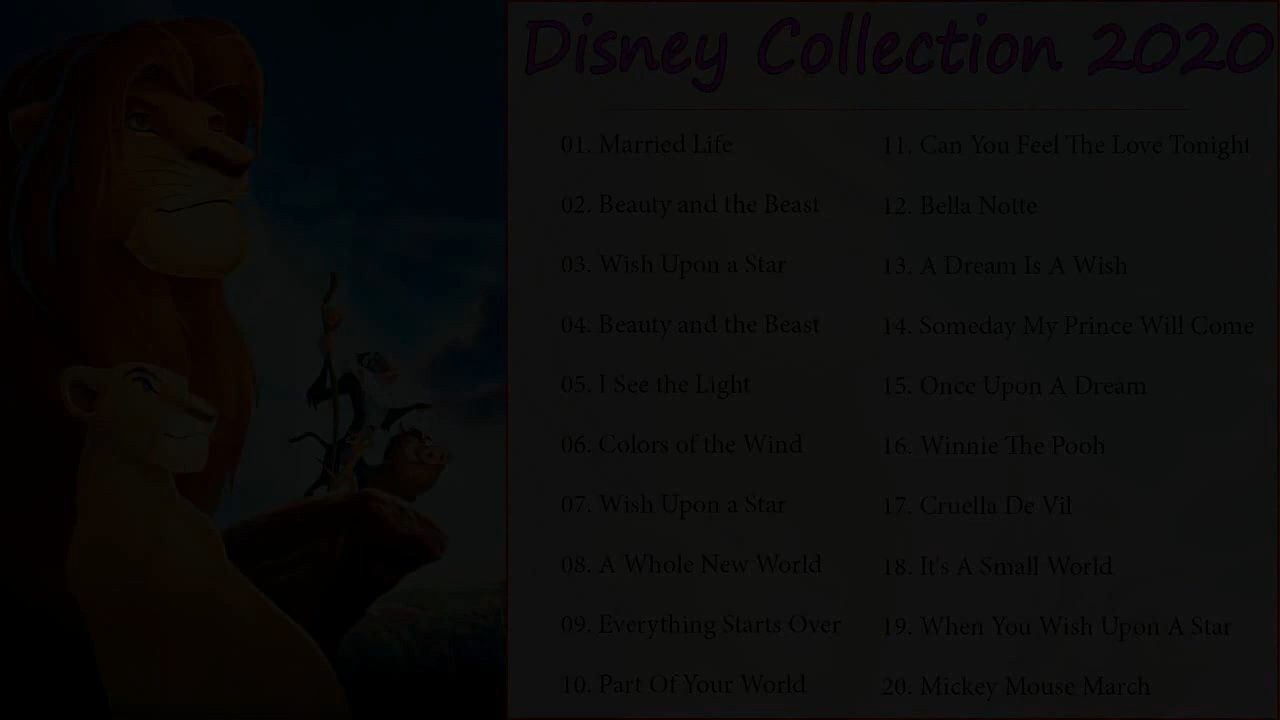 Disney Collection 2020
01. Married Life
02. Beauty and the Beast
03. Wish Upon a Star
04. Beauty and the Beast
05. I See the Light
06. Colors of the Wind
07. Wish Upon a Star
08. A Whole New World
09. Everything Starts Over
10. Part Of Your World
11. Can You Feel The Love Tonight
12. Bella Notte
13. A Dream Is A Wish
14. Someday My Prince Will Come
15. Once Upon A Dream
16. Winnie The Pooh
17. Cruella De Vil
18. It's A Small World
19. When You Wish Upon A Star
20. Mickey Mouse March